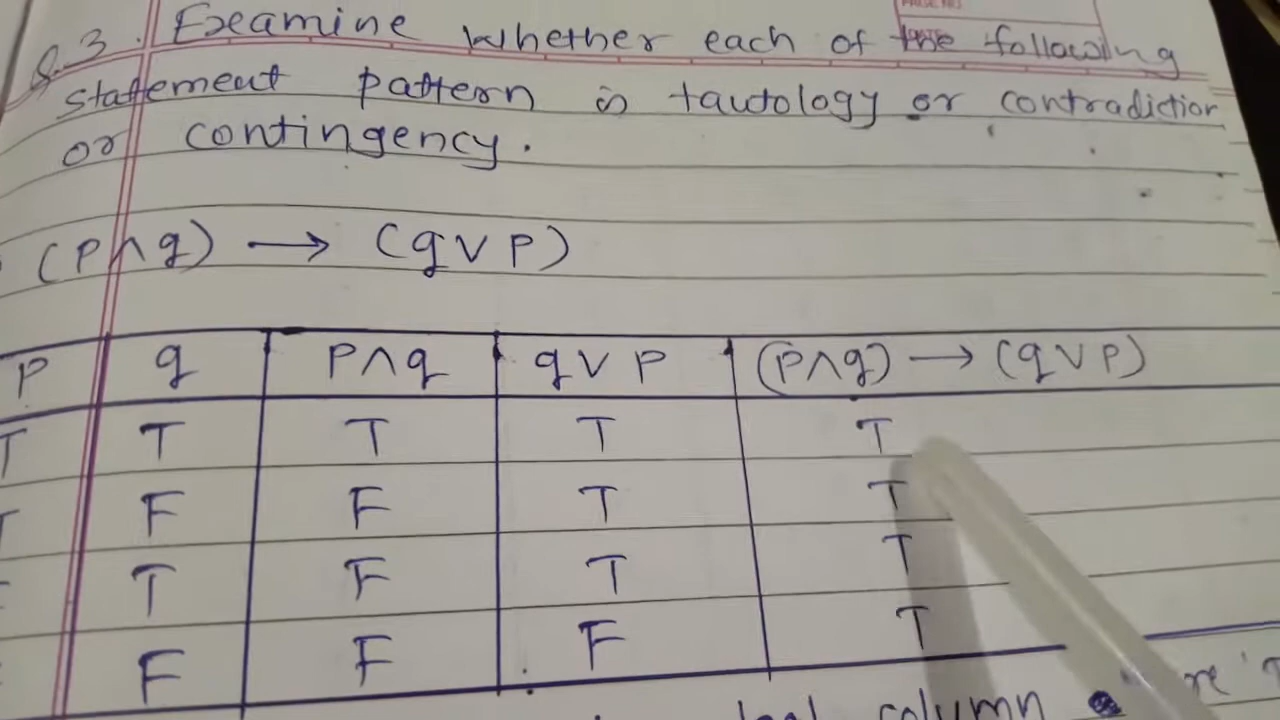 Q.3. Examine whether each of the following
statement pattern is tautology or contradiction
or contingency.
(p∧q) → (q∨p)
p q p∧q q∨p (p∧q) → (q∨p)
T T T T T
T F F T T
F T F T T
F F F F T
column